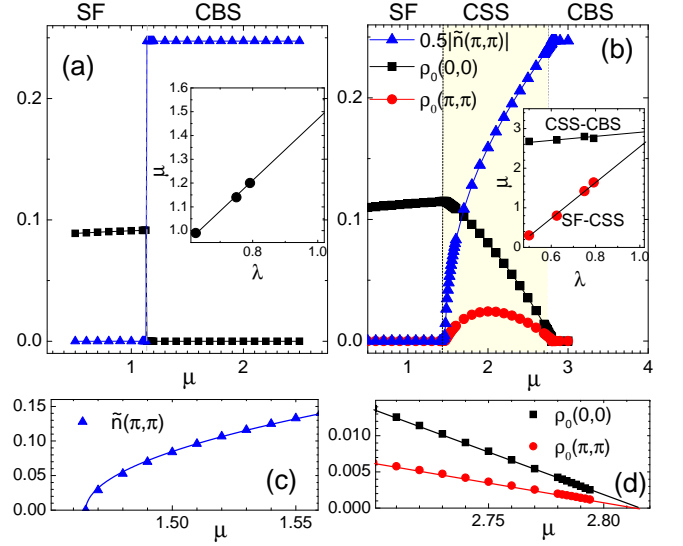 SF CBS
(a)
0.2
0.1
0.0
1 2
μ
1.6
1.5
1.4
1.3
1.2
1.1
1.0
0.8 1.0
λ
SF CSS CBS
(b)
0.5|ñ(π,π)|
ρ₀(0,0)
ρ₀(π,π)
0.2
0.1
0.0
1 2 3 4
μ
CSS-CBS
SF-CSS
μ
3
2
1
0
0.6 0.8 1.0
λ
0.15
0.10
0.05
0.00
ñ(π,π)
(c)
1.50 1.55
μ
0.010
0.005
0.000
ρ₀(0,0)
ρ₀(π,π)
(d)
2.75 2.80
μ